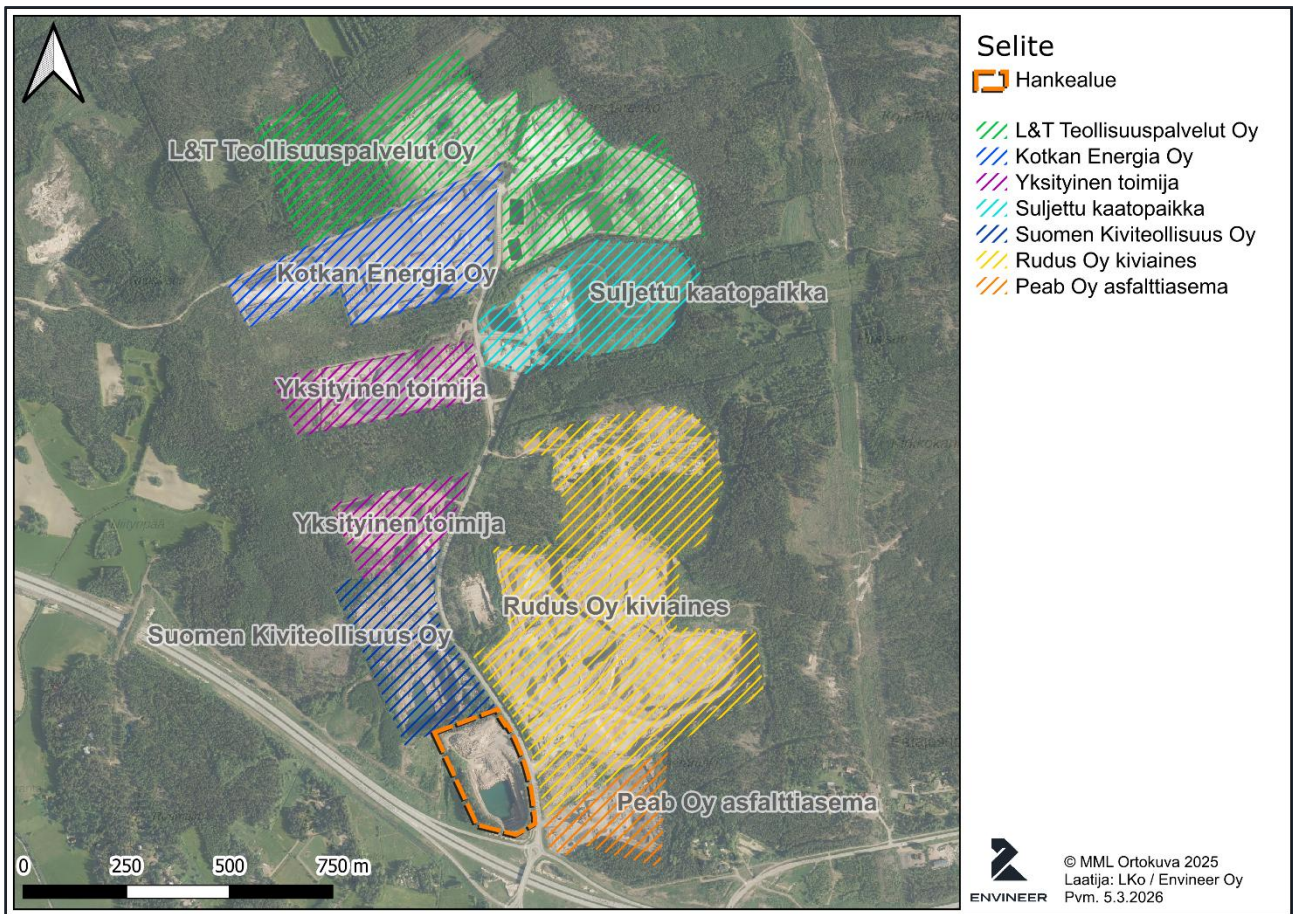 Selite
Hankealue
L&T Teollisuuspalvelut Oy
Kotkan Energia Oy
Yksityinen toimija
Suljettu kaatopaikka
Suomen Kiviteollisuus Oy
Rudus Oy kiviaines
Peab Oy asfalttiasema
L&T Teollisuuspalvelut Oy
Kotkan Energia Oy
Suljettu kaatopaikka
Yksityinen toimija
Yksityinen toimija
Rudus Oy kiviaines
Suomen Kiviteollisuus Oy
Peab Oy asfalttiasema
0 250 500 750 m
ENVINEER
© MML Ortokuva 2025
Laatija: LKo / Envineer Oy
Pvm. 5.3.2026